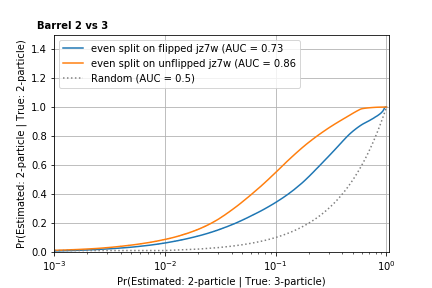 Barrel 2 vs 3
1.4
1.2
1.0
0.8
0.6
0.4
0.2
0.0
Pr(Estimated: 2-particle | True: 2-particle)
even split on flipped jz7w (AUC = 0.73
even split on unflipped jz7w (AUC = 0.86
Random (AUC = 0.5)
10⁻³
10⁻²
10⁻¹
10⁰
Pr(Estimated: 2-particle | True: 3-particle)